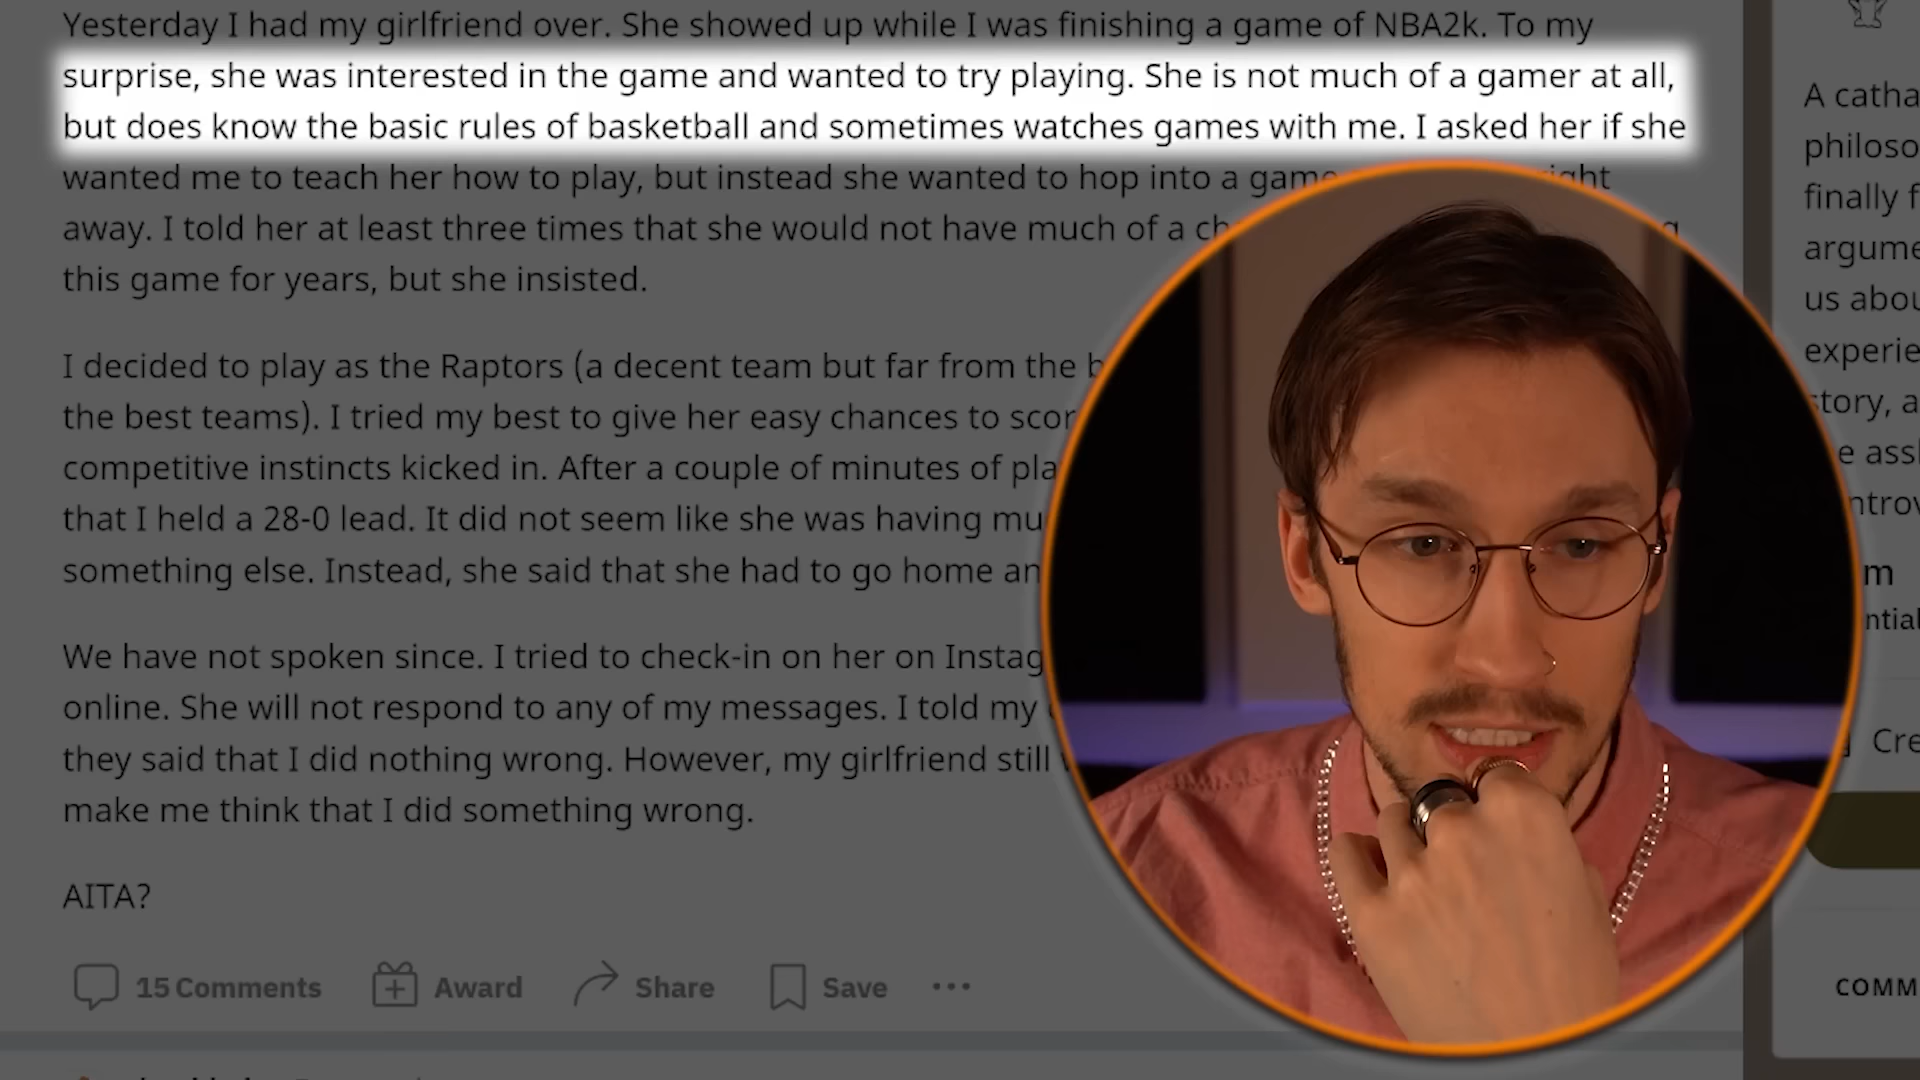 Yesterday I had my girlfriend over. She showed up while I was finishing a game of NBA2k. To my
surprise, she was interested in the game and wanted to try playing. She is not much of a gamer at all,
but does know the basic rules of basketball and sometimes watches games with me. I asked her if she
wanted me to teach her how to play, but instead she wanted to hop into a game right
away. I told her at least three times that she would not have much of a
this game for years, but she insisted.
I decided to play as the Raptors (a decent team but far from the
the best teams). I tried my best to give her easy chances to
competitive instincts kicked in. After a couple of minutes of
that I held a 28-0 lead. It did not seem like she was having
something else. Instead, she said that she had to go home
We have not spoken since. I tried to check-in on her on
online. She will not respond to any of my messages. I told my
they said that I did nothing wrong. However, my girlfriend still
make me think that I did something wrong.
AITA?
15 Comments Award Share Save
A
finally
us
COMM